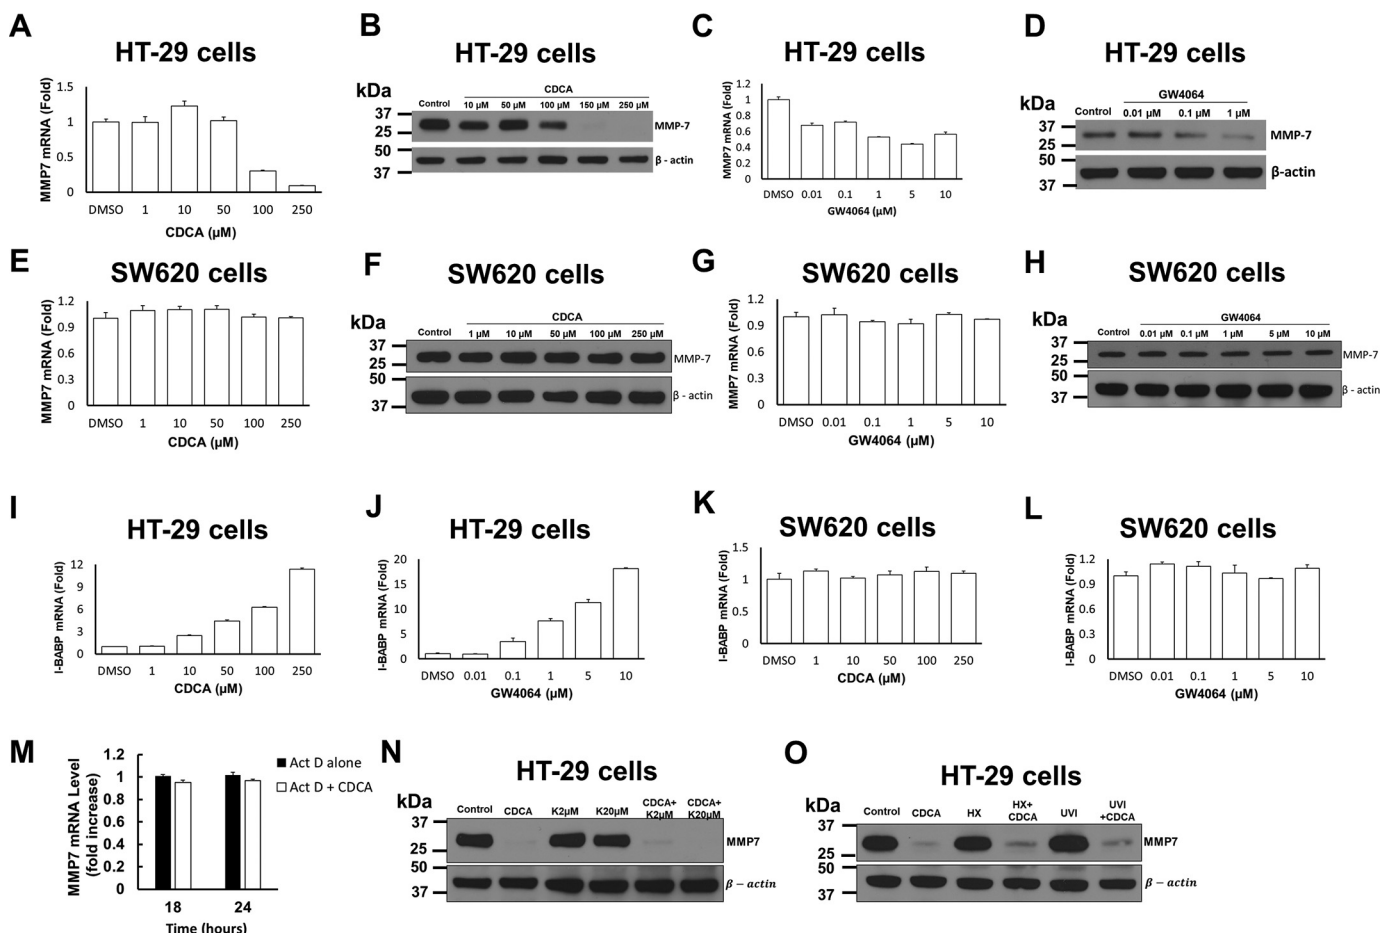 A
HT-29 cells
MMP7 mRNA (Fold)
1.5
1
0.5
0
DMSO 1 10 50 100 250
CDCA (μM)
B
HT-29 cells
kDa
CDCA
Control 10 μM 50 μM 100 μM 150 μM 250 μM
37
25
MMP-7
50
37
β - actin
C
HT-29 cells
MMP7 mRNA (Fold)
1.2
1
0.8
0.6
0.4
0.2
0
DMSO 0.01 0.1 1 5 10
GW4064 (μM)
D
HT-29 cells
kDa
GW4064
Control 0.01 μM 0.1 μM 1 μM
37
25
MMP-7
50
37
β-actin
E
SW620 cells
MMP7 mRNA (Fold)
1.2
0.9
0.6
0.3
0
DMSO 1 10 50 100 250
CDCA (μM)
F
SW620 cells
kDa
CDCA
Control 1 μM 10 μM 50 μM 100 μM 250 μM
37
25
MMP-7
50
37
β - actin
G
SW620 cells
MMP7 mRNA (Fold)
1.2
0.9
0.6
0.3
0
DMSO 0.01 0.1 1 5 10
GW4064 (μM)
H
SW620 cells
kDa
GW4064
Control 0.01 μM 0.1 μM 1 μM 5 μM 10 μM
37
25
MMP-7
50
37
β - actin
I
HT-29 cells
I-BABP mRNA (Fold)
12
9
6
3
0
DMSO 1 10 50 100 250
CDCA (μM)
J
HT-29 cells
I-BABP mRNA (Fold)
20
15
10
5
0
DMSO 0.01 0.1 1 5 10
GW4064 (μM)
K
SW620 cells
I-BABP mRNA (Fold)
1.5
1
0.5
0
DMSO 1 10 50 100 250
CDCA (μM)
L
SW620 cells
I-BABP mRNA (Fold)
1.2
0.9
0.6
0.3
0
DMSO 0.01 0.1 1 5 10
GW4064 (μM)
M
MMP7 mRNA Level
(fold increase)
1.2
1
0.8
0.6
0.4
0.2
0
Act D alone
Act D + CDCA
18 24
Time (hours)
N
HT-29 cells
kDa
Control CDCA K2μM K20μM CDCA+ K2μM CDCA+ K20μM
37
25
MMP7
50
37
β − actin
O
HT-29 cells
kDa
Control CDCA HX HX+ CDCA UVI UVI +CDCA
37
25
MMP7
50
37
β − actin